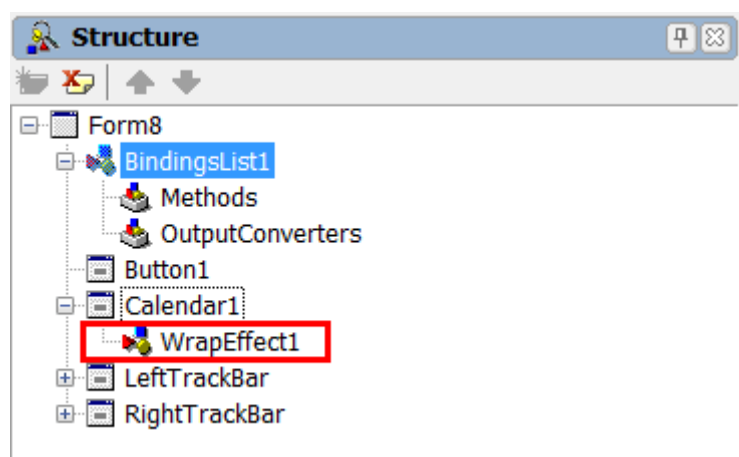 Structure
Form8
BindingsList1
Methods
OutputConverters
Button1
Calendar1
WrapEffect1
LeftTrackBar
RightTrackBar